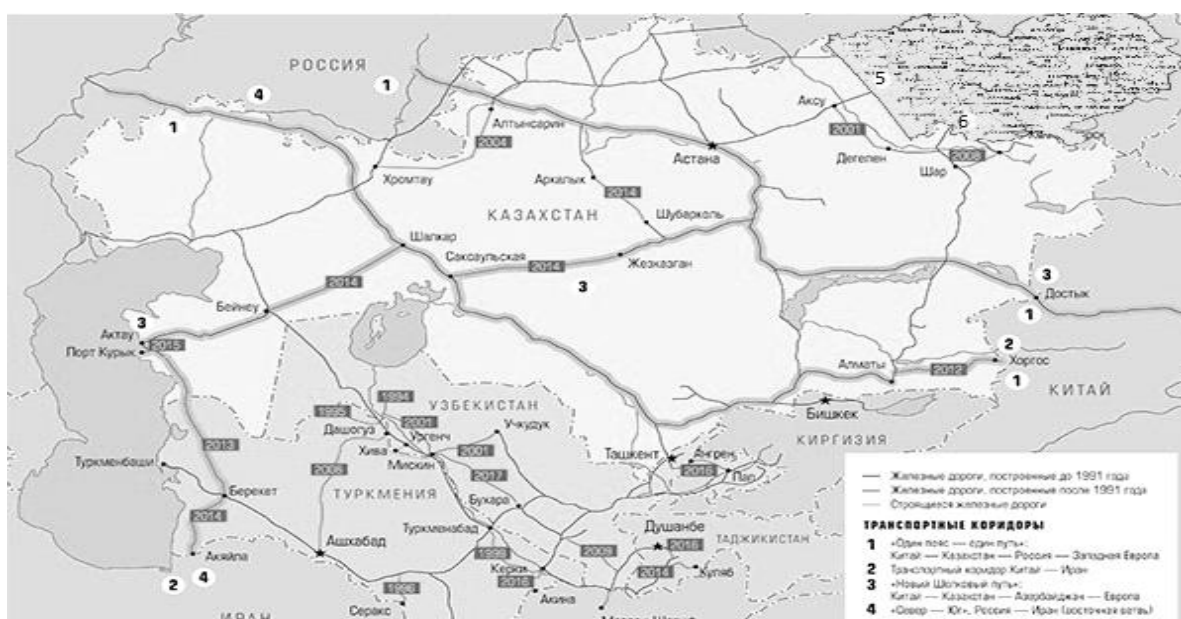 РОССИЯ
4
1
1
5
6
Алтынсарин
2004
Аксу
2001
Дегелен
2008
Шар
Астана
Хромтау
Аркалык
2014
КАЗАХСТАН
Шубарколь
Шалкар
Саксаульская
2014
Жезказган
3
2014
Бейнеу
3
Достык
1
3
Актау
2015
Порт Курык
2
Хоргос
Алматы
2012
1
КИТАЙ
Бишкек
КИРГИЗИЯ
1994
УЗБЕКИСТАН
1995
2001
Дашогуз
Ургенч
Учкудук
Хива
Мискин
2001
Ташкент
Ангрен
2016
Пап
2013
Туркменбаши
2006
2017
Берекет
ТУРКМЕНИЯ
Бухара
2014
Туркменабад
Душанбе
2016
ТАДЖИКИСТАН
Ашхабад
Акяйла
1999
2009
Керки
2014
Куляб
2
4
2016
Акина
1996
Серахс
ИРАН
Железные дороги, построенные до 1991 года
Железные дороги, построенные после 1991 года
Строящиеся железные дороги
ТРАНСПОРТНЫЕ КОРИДОРЫ
1 «Один пояс — один путь»:
Китай — Казахстан — Россия — Западная Европа
2 Транспортный коридор Китай — Иран
3 «Новый Шелковый путь»:
Китай — Казахстан — Азербайджан — Европа
4 «Север — Юг», Россия — Иран (восточная ветвь)